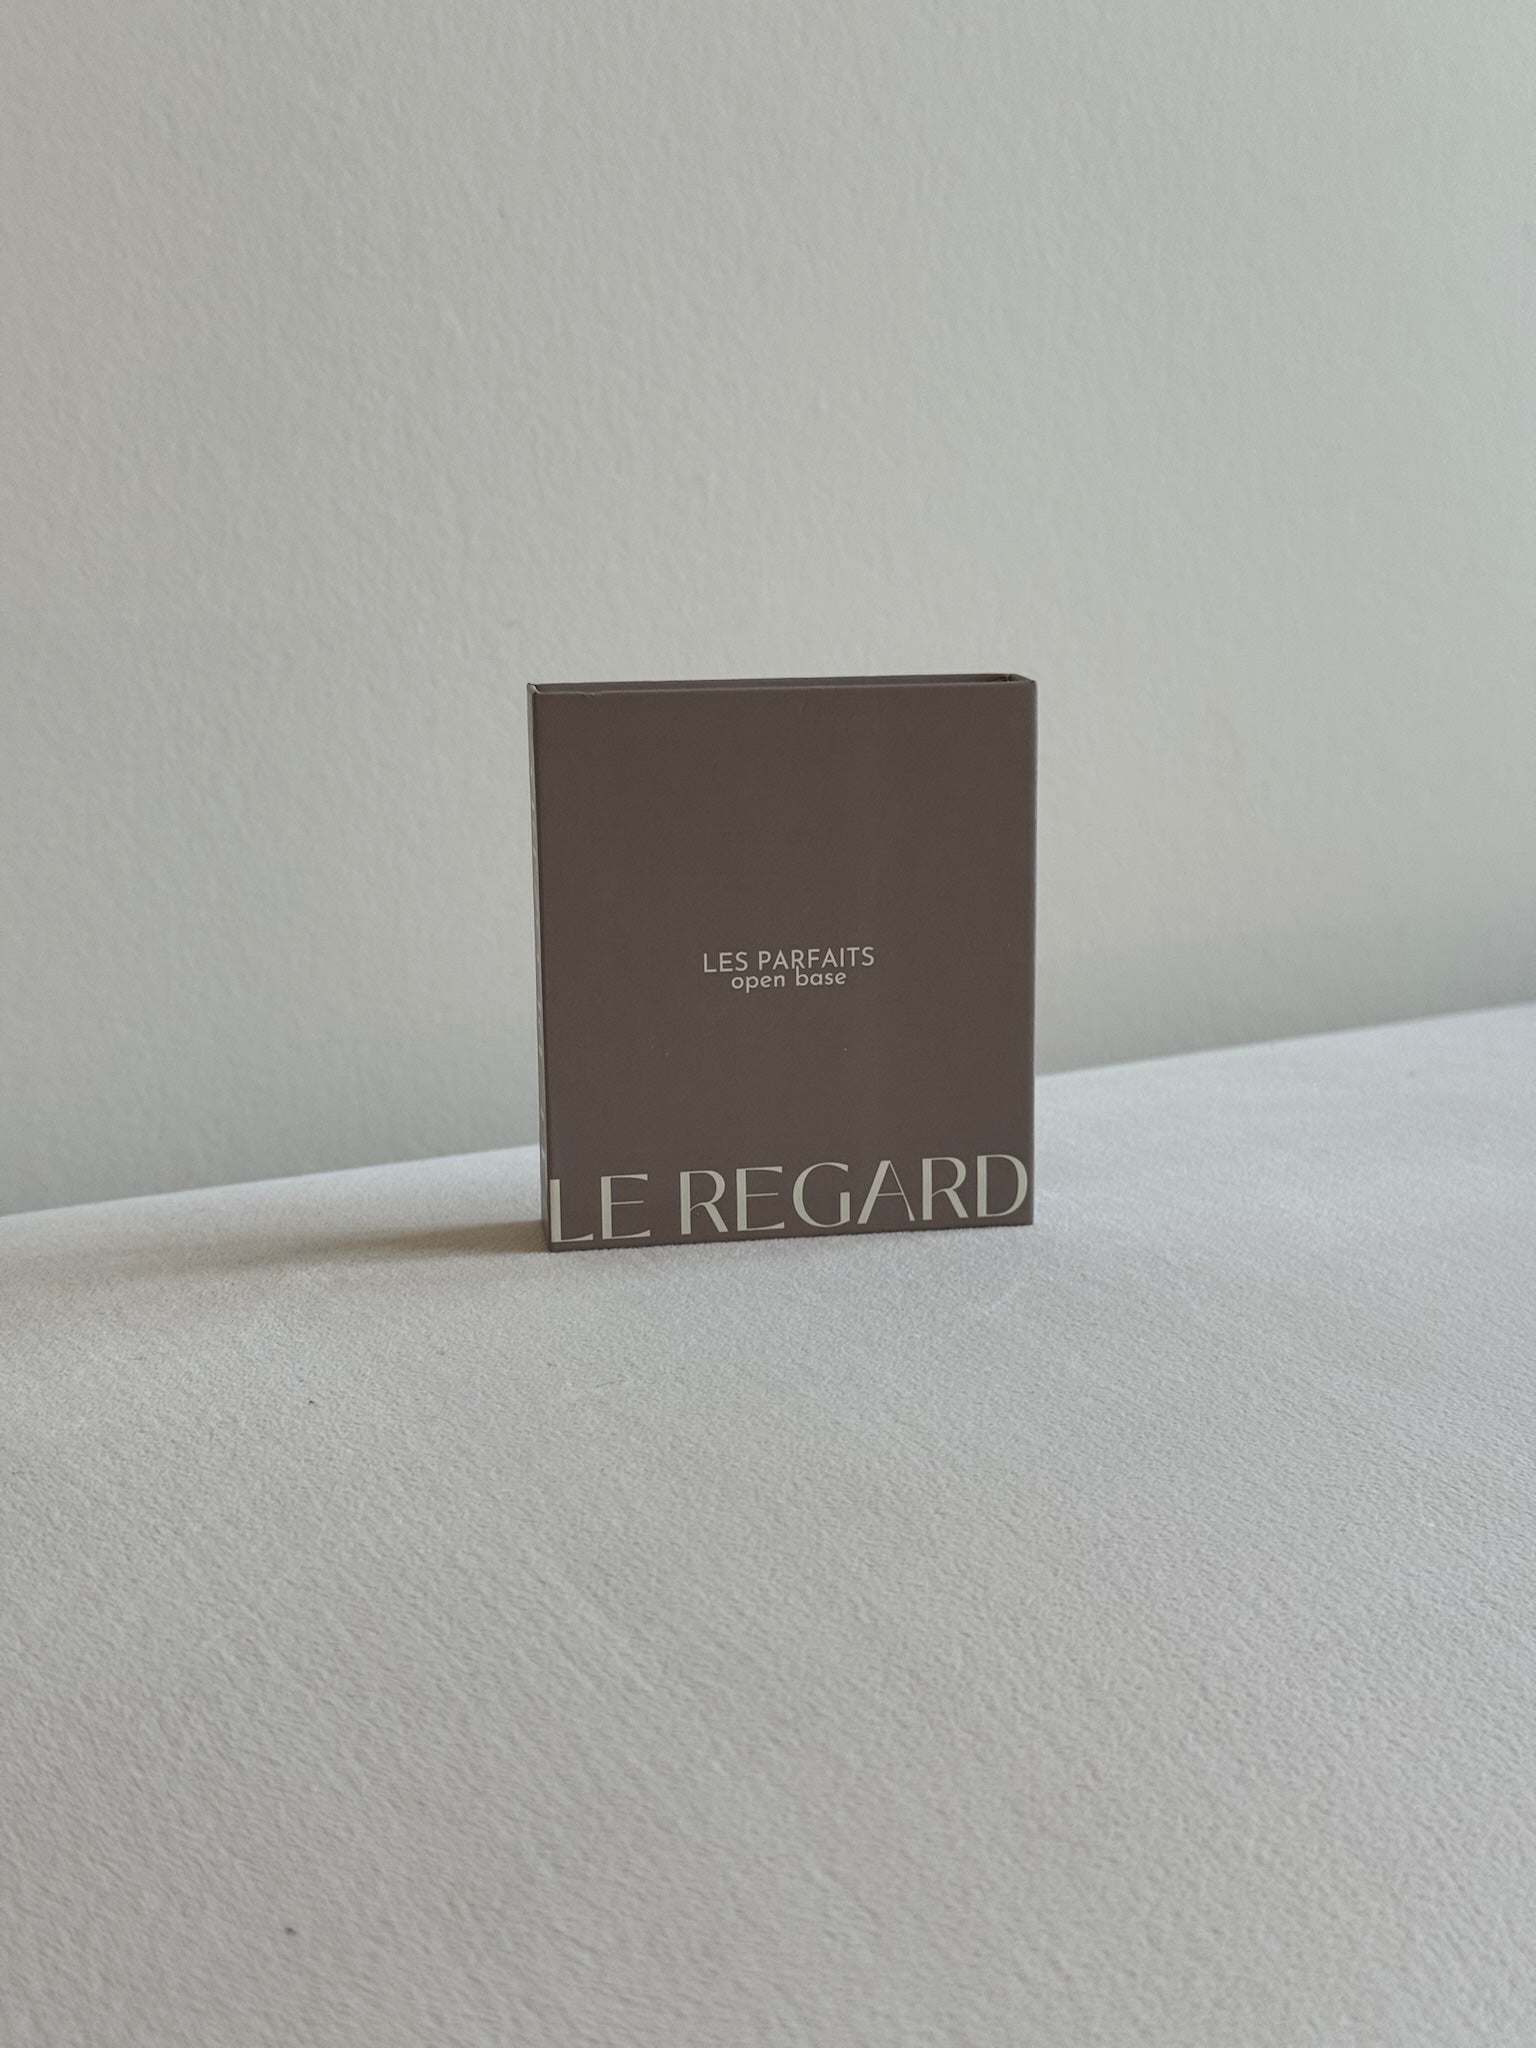 LES PARFAITS
open base
LE REGARD